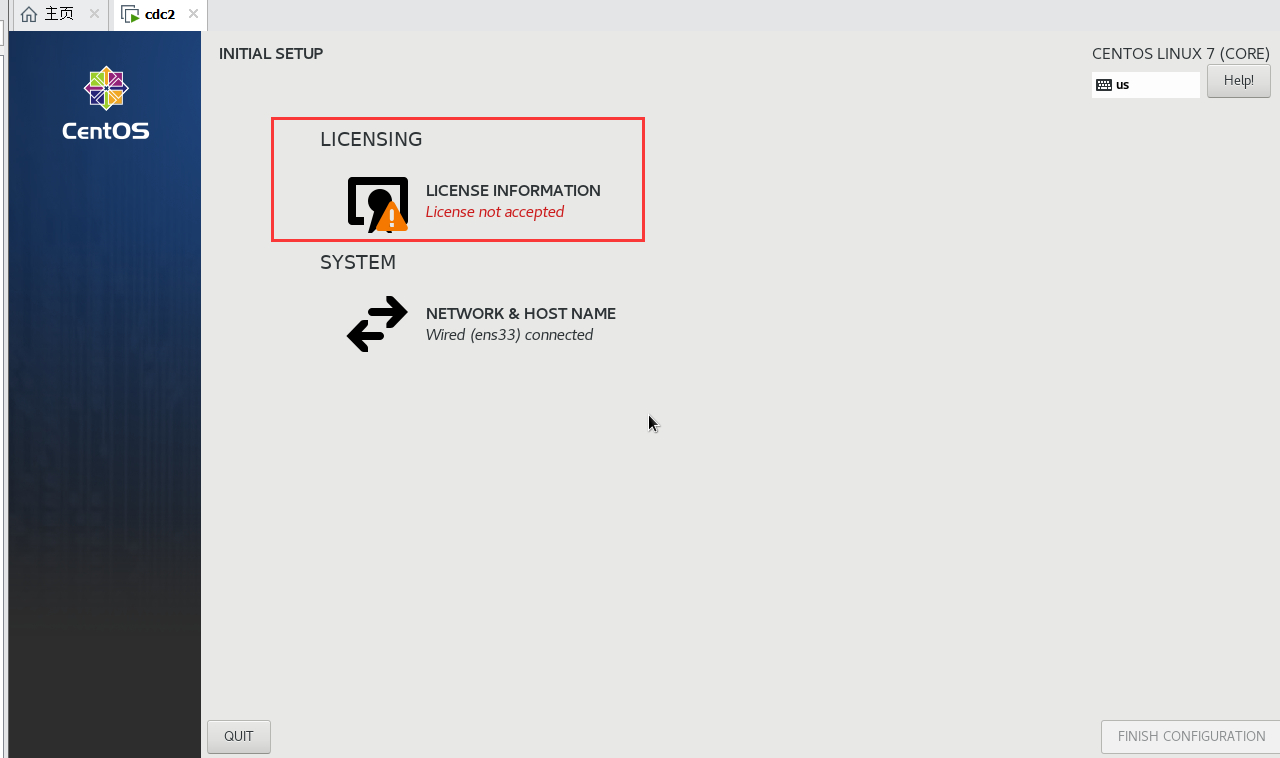 主页
cdc2
INITIAL SETUP
CENTOS LINUX 7 (CORE)
us
Help!
CentOS
LICENSING
LICENSE INFORMATION
License not accepted
SYSTEM
NETWORK & HOST NAME
Wired (ens33) connected
QUIT
FINISH CONFIGURATION